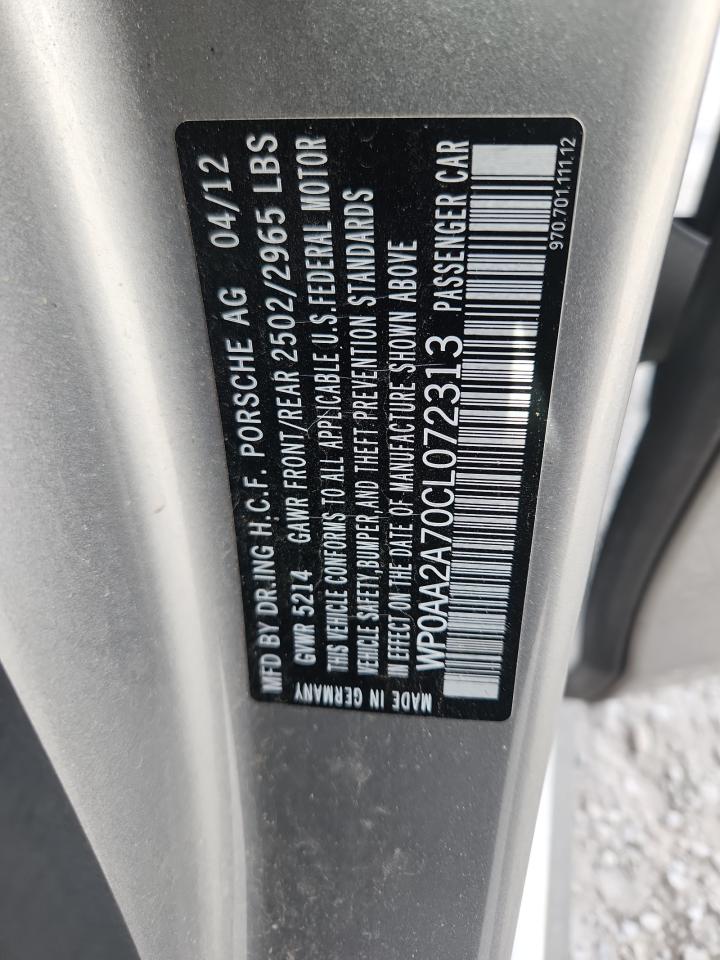 MFD BY DR.ING H.C.F. PORSCHE AG 04/12
GVWR 5214 GAWR FRONT/REAR 2502/2965 LBS
THIS VEHICLE CONFORMS TO ALL APPLICABLE U.S.FEDERAL MOTOR
VEHICLE SAFETY,BUMPER AND THEFT PREVENTION STANDARDS
IN EFFECT ON THE DATE OF MANUFACTURE SHOWN ABOVE
WP0AA2A70CL072313 PASSENGER CAR
MADE IN GERMANY
970.701.111.12